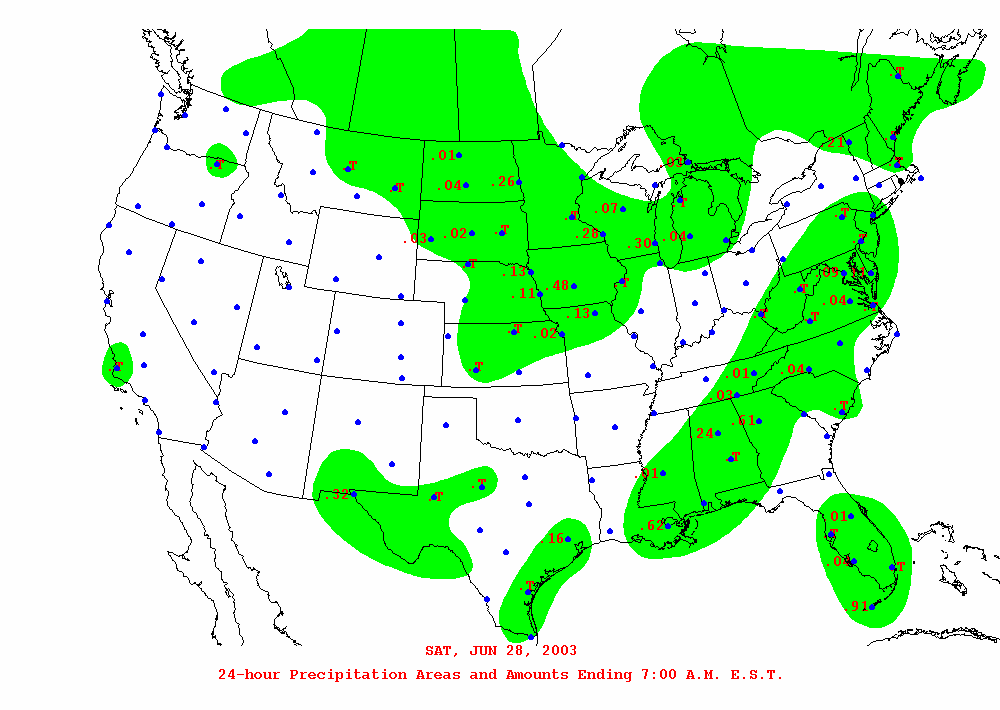 .T
.21
.01 .01
.T .T .T
.04 .26 .T
.T .07 .T .T
.03 .02 .T .28 .30 .04 .T
.T .13 .09
.11 .48 .T .T .04
.13 .T .T
.T .02
.T .T .01 .04
.03
.61 .T
.24
.T
.91
.32 .T .T
.62 .01
.16 .T
.04 .T
.T
.91
SAT, JUN 28, 2003
24-hour Precipitation Areas and Amounts Ending 7:00 A.M. E.S.T.